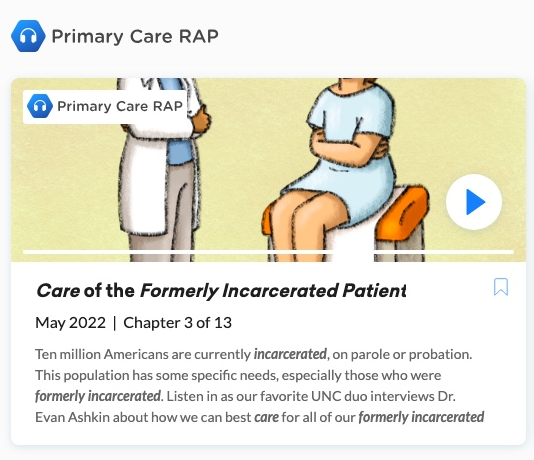 Primary Care RAP
Primary Care RAP
Care of the Formerly Incarcerated Patient
May 2022 | Chapter 3 of 13
Ten million Americans are currently incarcerated, on parole or probation.
This population has some specific needs, especially those who were
formerly incarcerated. Listen in as our favorite UNC duo interviews Dr.
Evan Ashkin about how we can best care for all of our formerly incarcerated